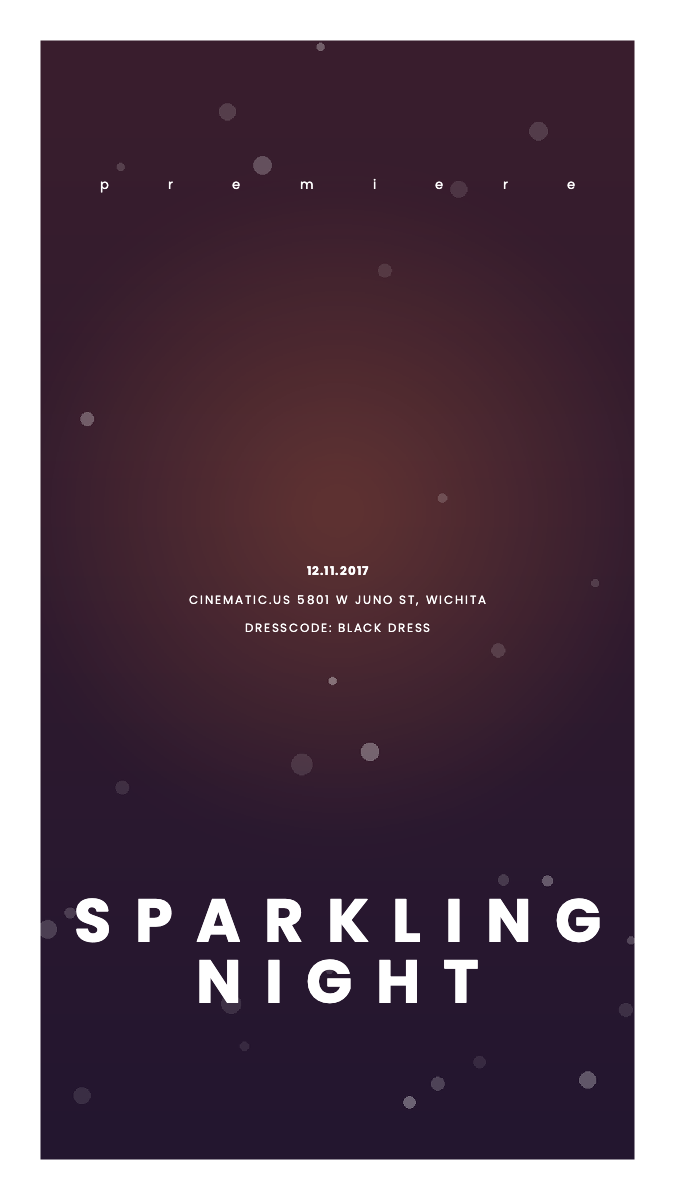 premiere
12.11.2017
CINEMATIC.US 5801 W JUNO ST, WICHITA
DRESSCODE: BLACK DRESS
SPARKLING
NIGHT